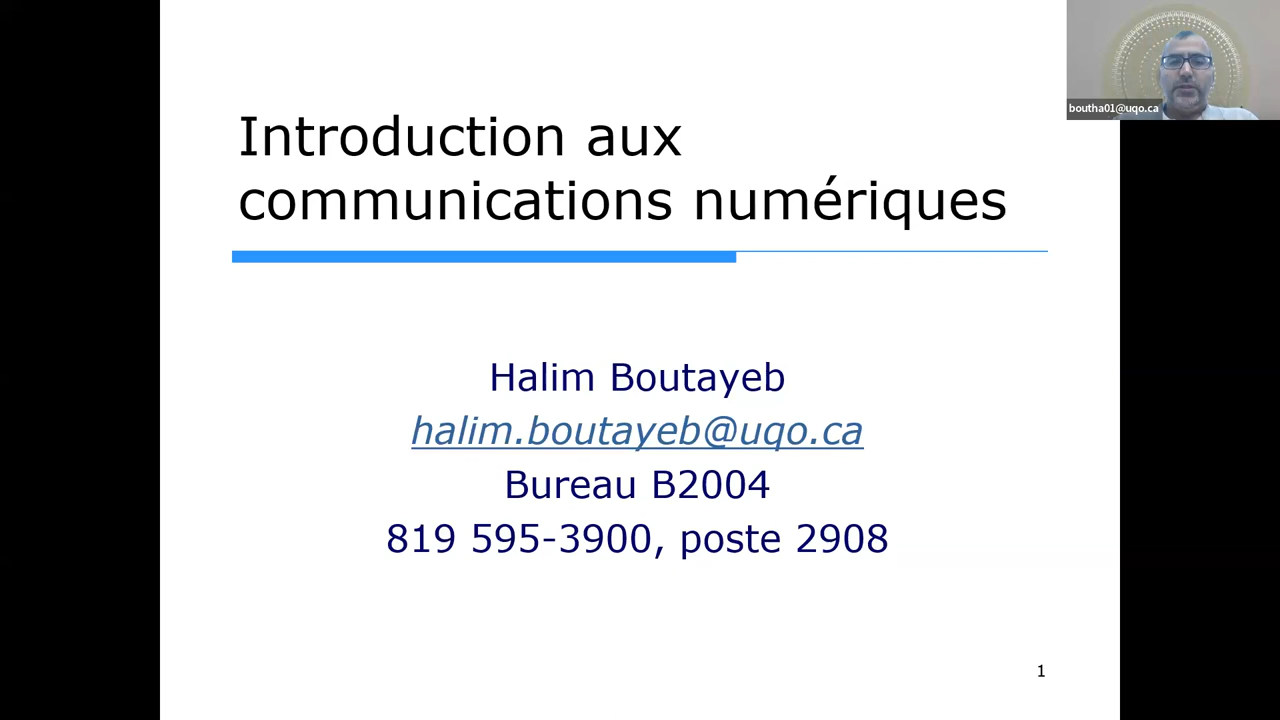 boutha01@uqo.ca
Introduction aux
communications numériques
Halim Boutayeb
halim.boutayeb@uqo.ca
Bureau B2004
819 595-3900, poste 2908
1